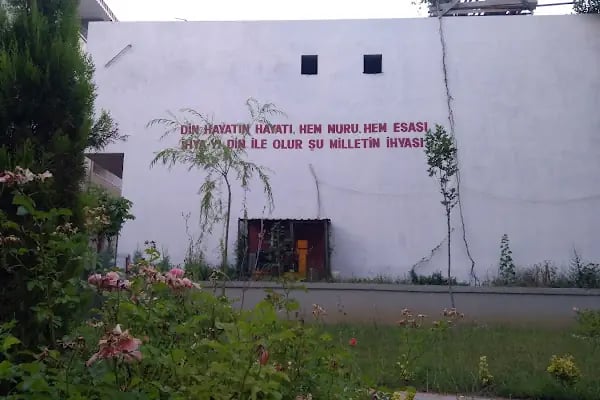 DİN HAYATIN HAYATI, HEM NURU, HEM ESASI,
İHYA-YI DİN İLE OLUR ŞU MİLLETİN İHYASI